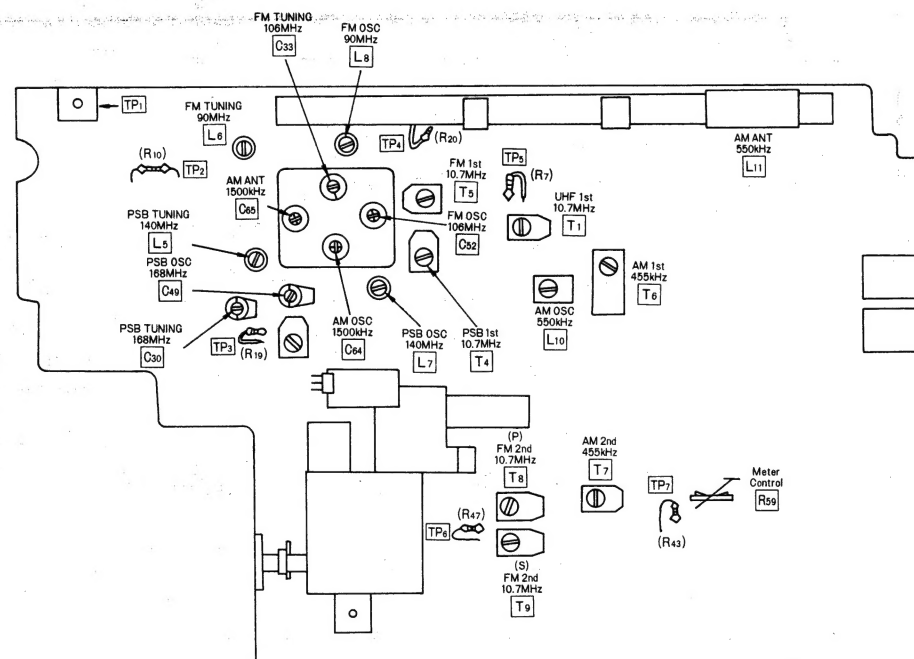 FM TUNING
106MHz
C33
FM OSC
90MHz
L8
TP1
FM TUNING
90MHz
L6
TP4
(R20)
AM ANT
550kHz
L11
(R10)
TP2
AM ANT
1500kHz
C65
FM 1st
10.7MHz
T5
TP5
(R7)
UHF 1st
10.7MHz
T1
FM OSC
106MHz
C52
PSB TUNING
140MHz
L5
PSB OSC
168MHz
C49
AM 1st
455kHz
T6
AM OSC
550kHz
L10
PSB TUNING
168MHz
C30
TP3
(R19)
AM OSC
1500kHz
C64
PSB OSC
140MHz
L7
PSB 1st
10.7MHz
T4
(P)
FM 2nd
10.7MHz
T8
AM 2nd
455kHz
T7
TP7
(R43)
Meter
Control
R59
(R47)
TP6
(S)
FM 2nd
10.7MHz
T9